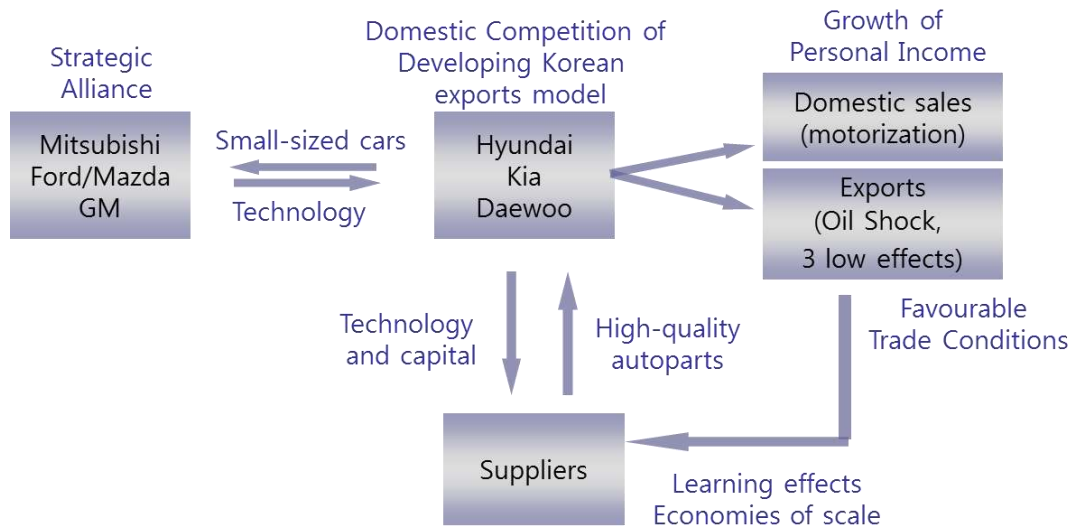 Strategic
Alliance
Mitsubishi
Ford/Mazda
GM
Small-sized cars
Technology
Domestic Competition of
Developing Korean
exports model
Hyundai
Kia
Daewoo
Growth of
Personal Income
Domestic sales
(motorization)
Exports
(Oil Shock,
3 low effects)
Favourable
Trade Conditions
Technology
and capital
High-quality
autoparts
Suppliers
Learning effects
Economies of scale